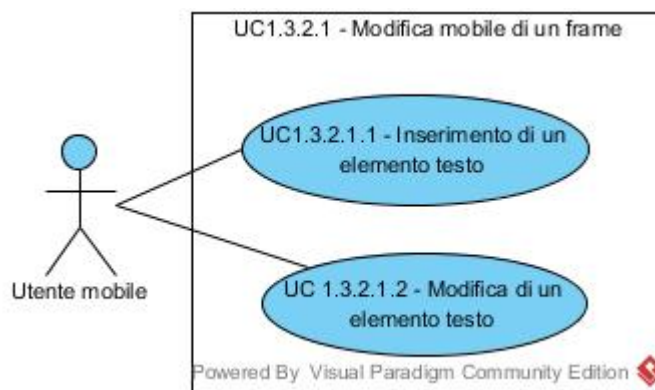 UC1.3.2.1 - Modifica mobile di un frame
UC1.3.2.1.1 - Inserimento di un
elemento testo
Utente mobile
UC 1.3.2.1.2 - Modifica di un
elemento testo
Powered By Visual Paradigm Community Edition